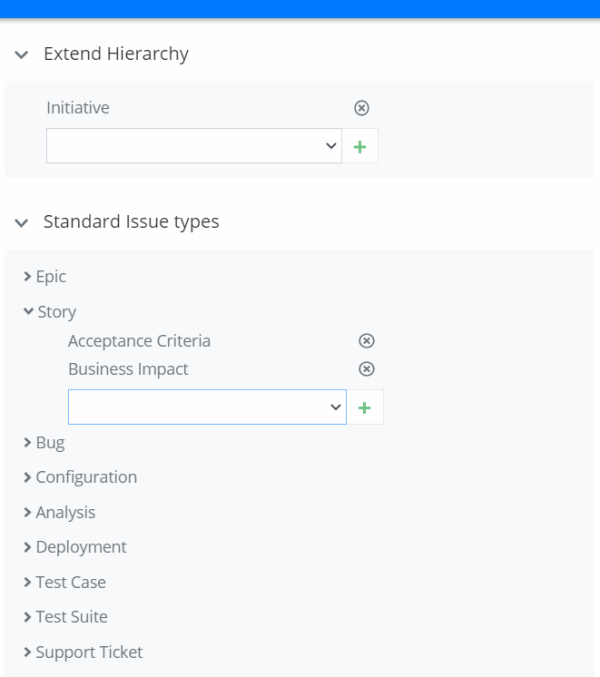 Extend Hierarchy
Initiative
Standard Issue types
Epic
Story
Acceptance Criteria
Business Impact
Bug
Configuration
Analysis
Deployment
Test Case
Test Suite
Support Ticket